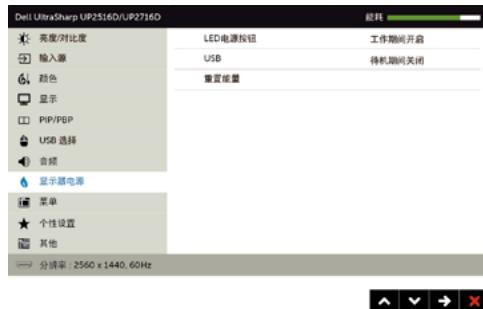 Dell UltraSharp UP2516D/UP2716D
能耗
亮度/对比度
LED电源按钮
工作期间开启
输入源
USB
待机期间关闭
颜色
重置能量
显示
PIP/PBP
USB 选择
音频
显示器电源
菜单
个性设置
其他
分辨率 : 2560 x 1440, 60Hz